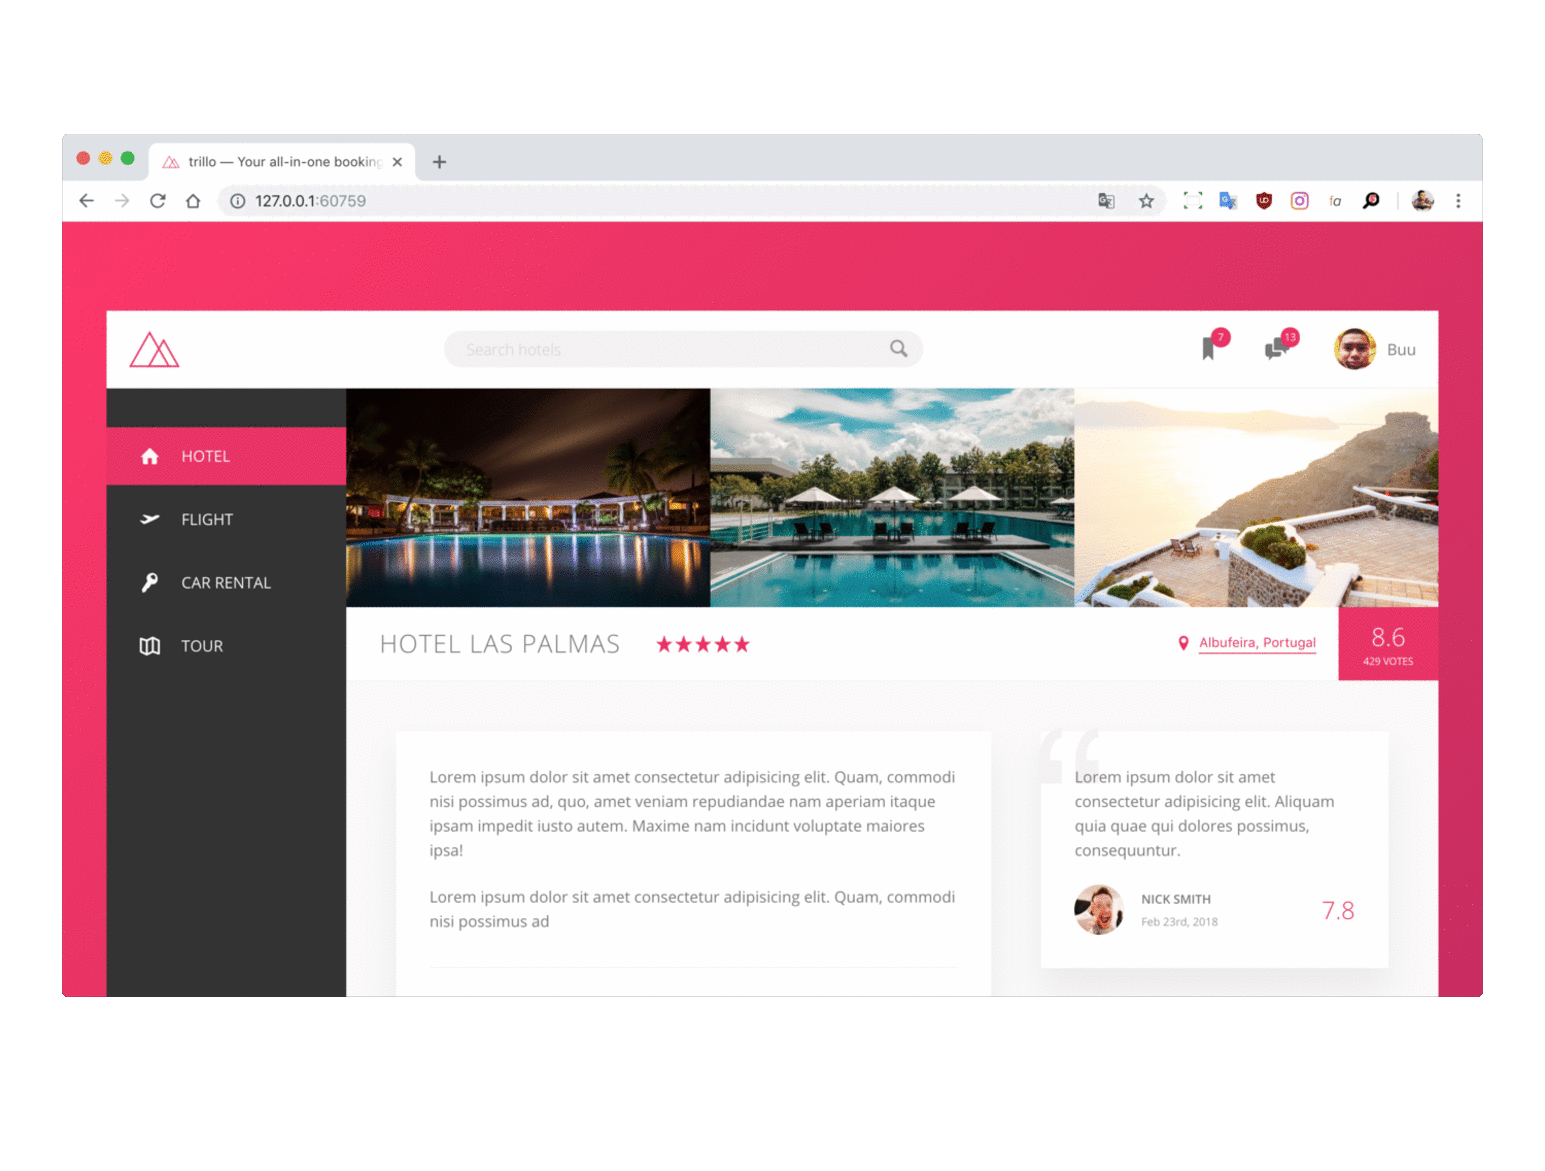 trillo — Your all-in-one booking
127.0.0.1:60759
Search hotels
7
13
Buu
HOTEL
FLIGHT
CAR RENTAL
TOUR
HOTEL LAS PALMAS
Albufeira, Portugal
8.6
429 VOTES
Lorem ipsum dolor sit amet consectetur adipisicing elit. Quam, commodi
nisi possimus ad, quo, amet veniam repudiandae nam aperiam itaque
ipsam impedit iusto autem. Maxime nam incidunt voluptate maiores
ipsa!
Lorem ipsum dolor sit amet consectetur adipisicing elit. Quam, commodi
nisi possimus ad
“
Lorem ipsum dolor sit amet
consectetur adipisicing elit. Aliquam
quia quae qui dolores possimus,
consequuntur.
NICK SMITH
Feb 23rd, 2018
7.8